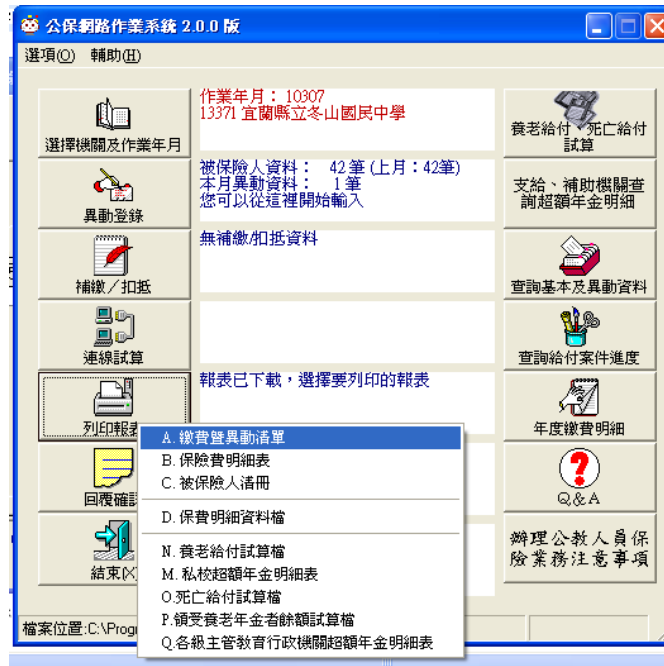 公保網路作業系統 2.0.0 版
選項(O) 輔助(H)
選擇機關及作業年月
作業年月： 10307
13371 宜蘭縣立冬山國民中學
養老給付、死亡給付
試算
異動登錄
被保險人資料： 42筆 (上月：42筆)
本月異動資料： 1 筆
您可以從這裡開始輸入
支給、補助機關查
詢超額年金明細
補繳／扣抵
無補繳/扣抵資料
查詢基本及異動資料
連線試算
查詢給付案件進度
列印報表
報表已下載，選擇要列印的報表
年度繳費明細
A. 繳費暨異動清單
B. 保險費明細表
C. 被保險人清冊
D. 保費明細資料檔
N. 養老給付試算檔
M. 私校超額年金明細表
O.死亡給付試算檔
P.領受養老年金者餘額試算檔
Q.各級主管教育行政機關超額年金明細表
回覆確認
Q&A
結束(X)
辦理公教人員保
險業務注意事項
檔案位置:C:\Progr